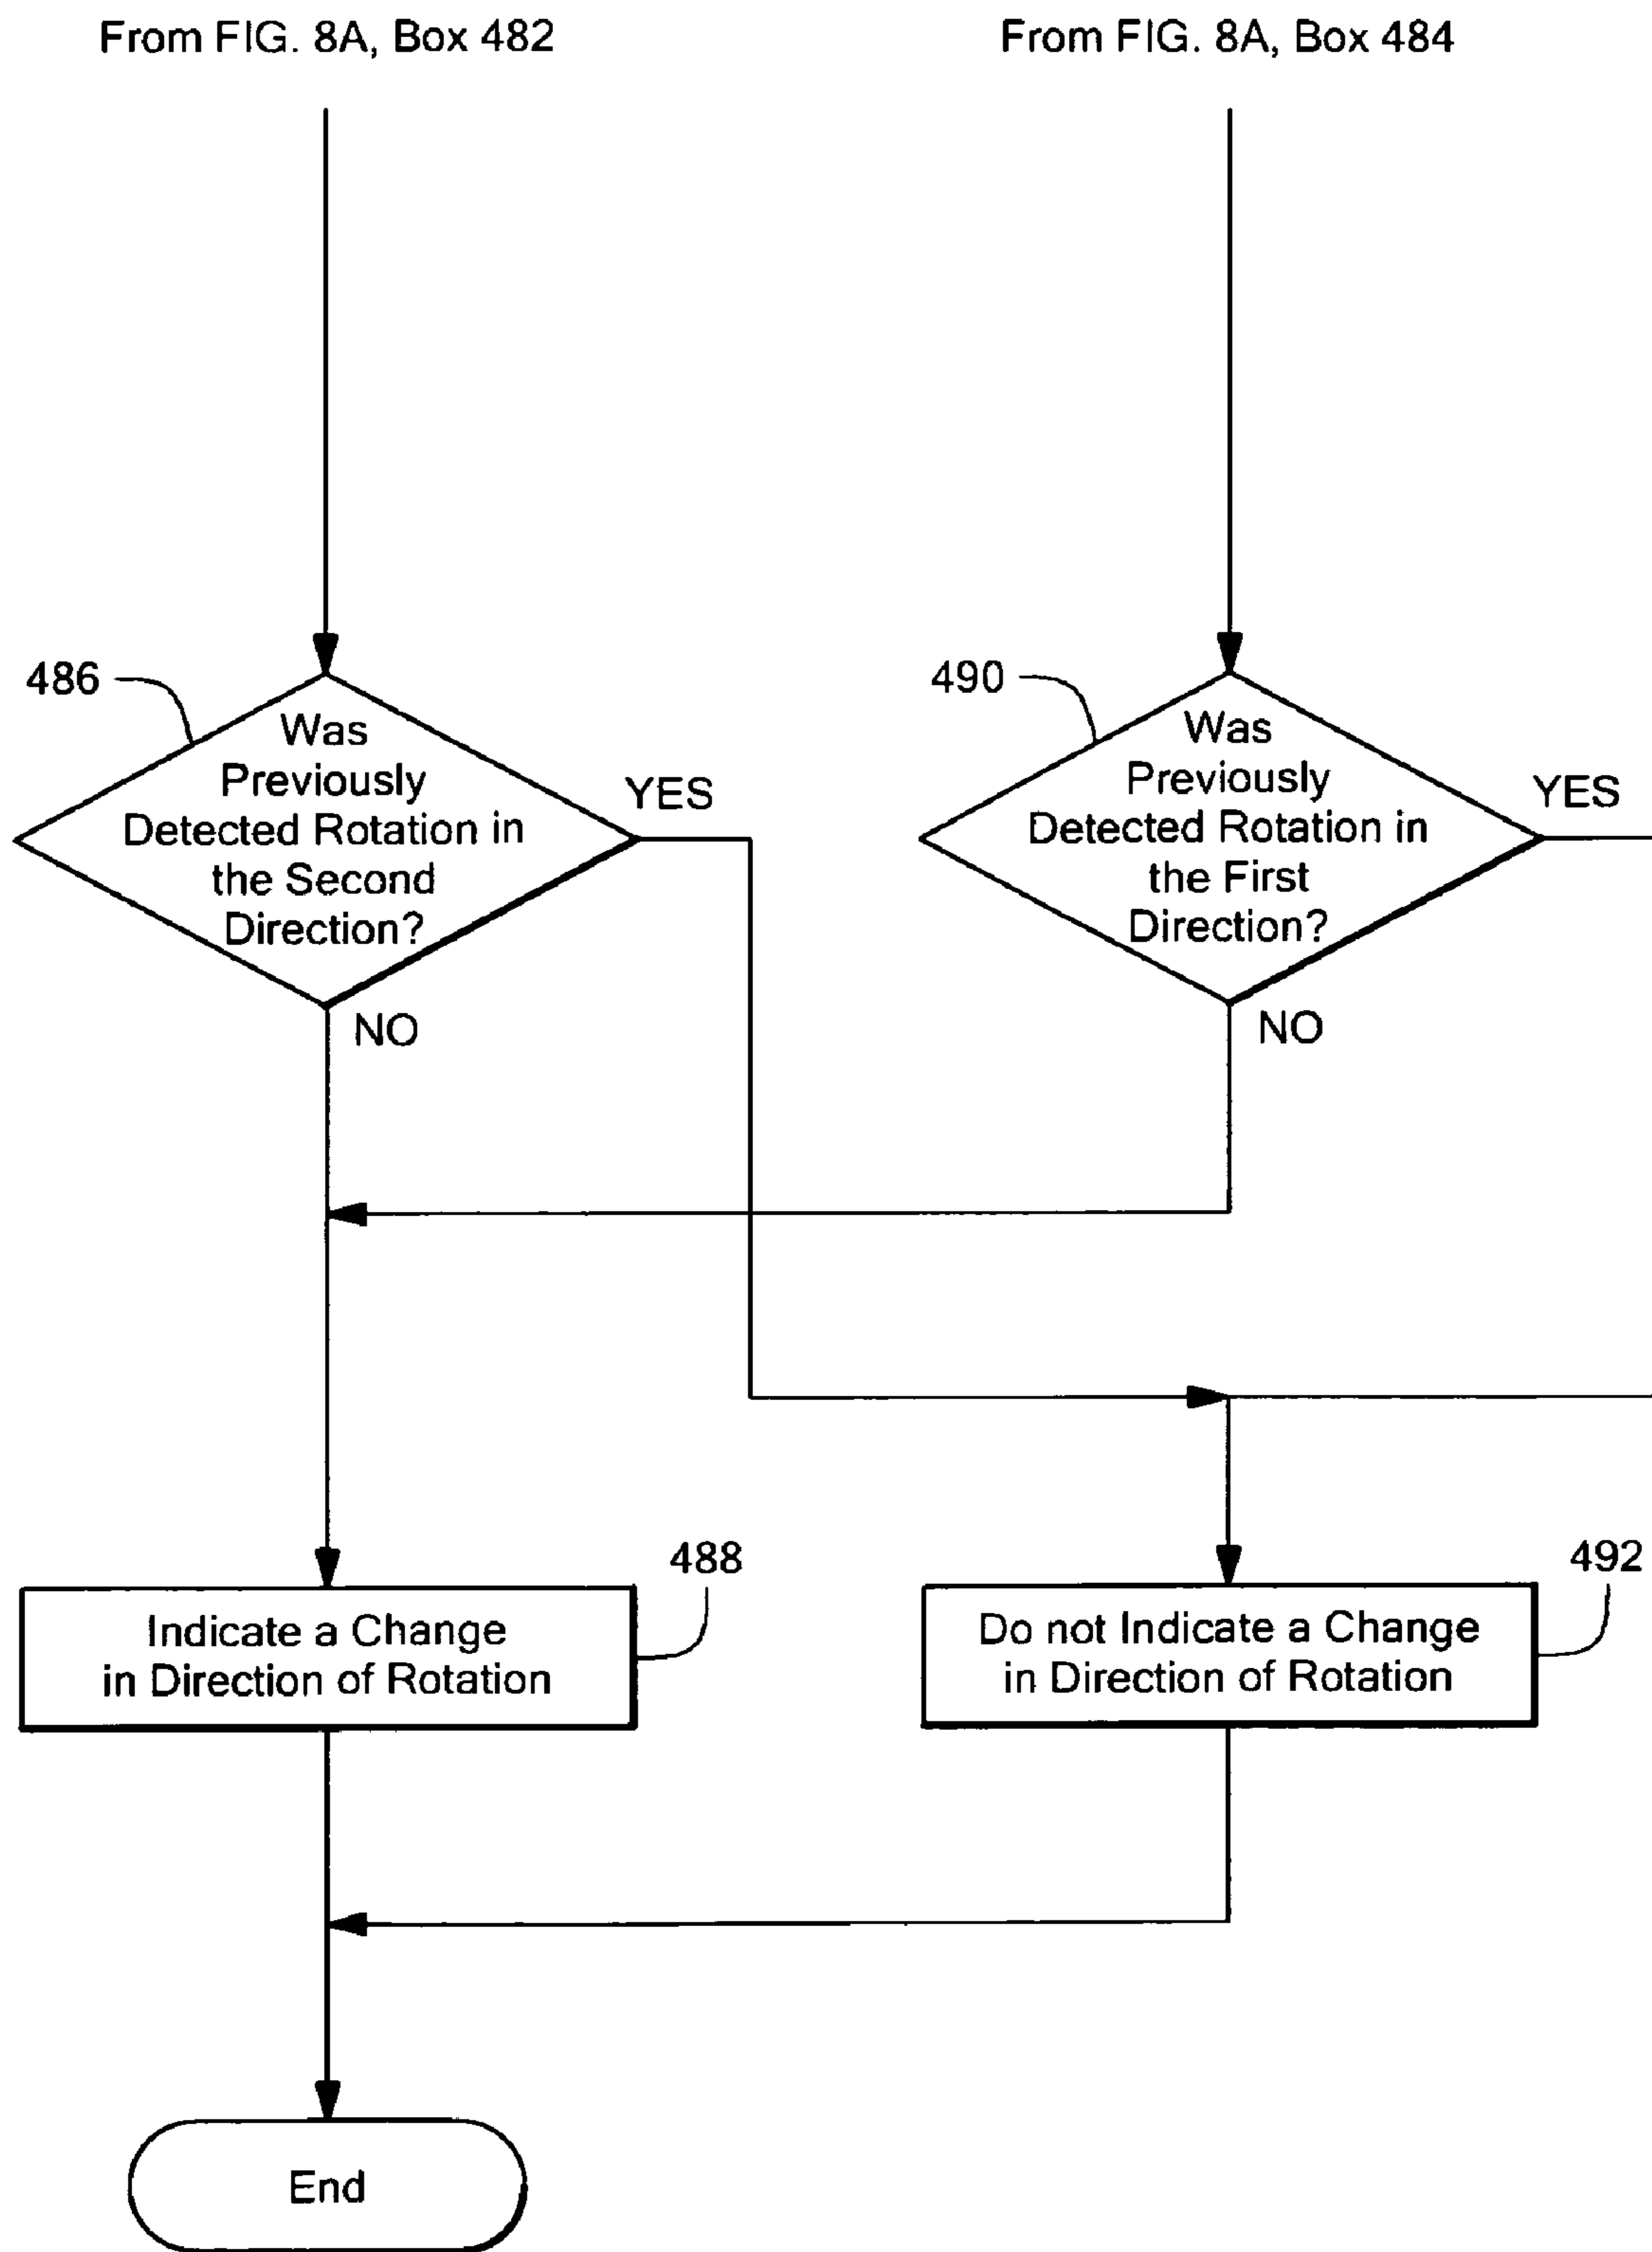 From FIG. 8A, Box 482
From FIG. 8A, Box 484
486
Was
Previously
Detected Rotation in
the Second
Direction?
YES
NO
490
Was
Previously
Detected Rotation in
the First
Direction?
YES
NO
488
Indicate a Change
in Direction of Rotation
492
Do not Indicate a Change
in Direction of Rotation
End